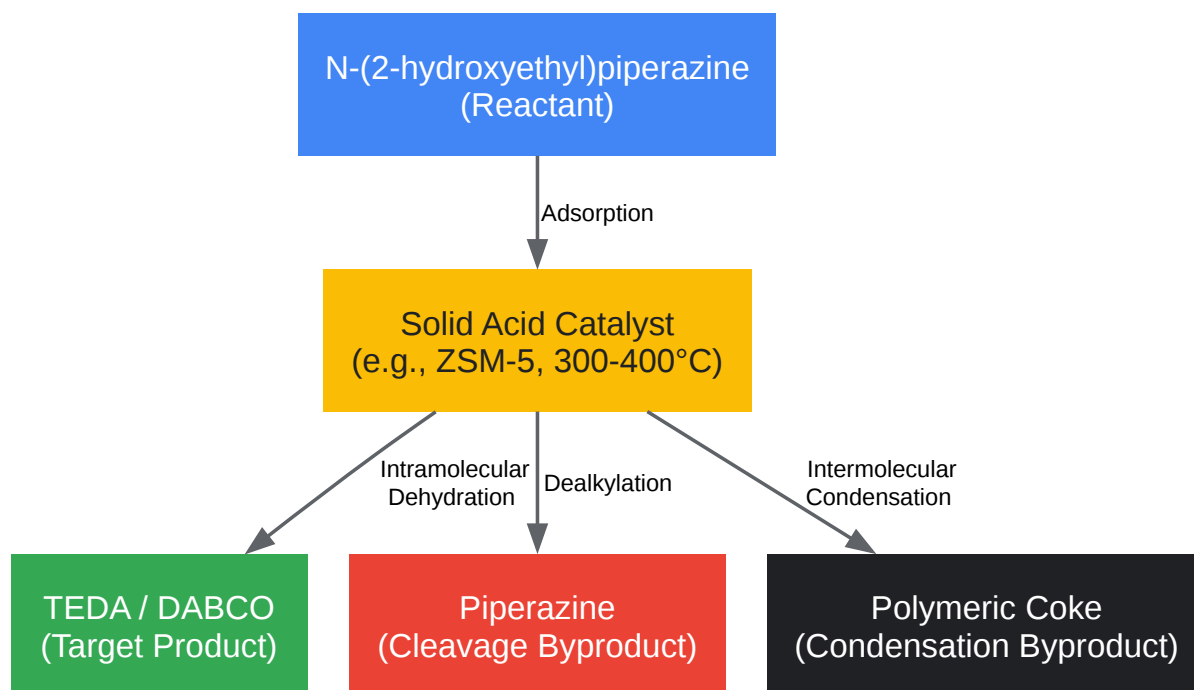 N-(2-hydroxyethyl)piperazine
(Reactant)
Adsorption
Solid Acid Catalyst
(e.g., ZSM-5, 300-400°C)
Intramolecular
Dehydration
Dealkylation
Intermolecular
Condensation
TEDA / DABCO
(Target Product)
Piperazine
(Cleavage Byproduct)
Polymeric Coke
(Condensation Byproduct)